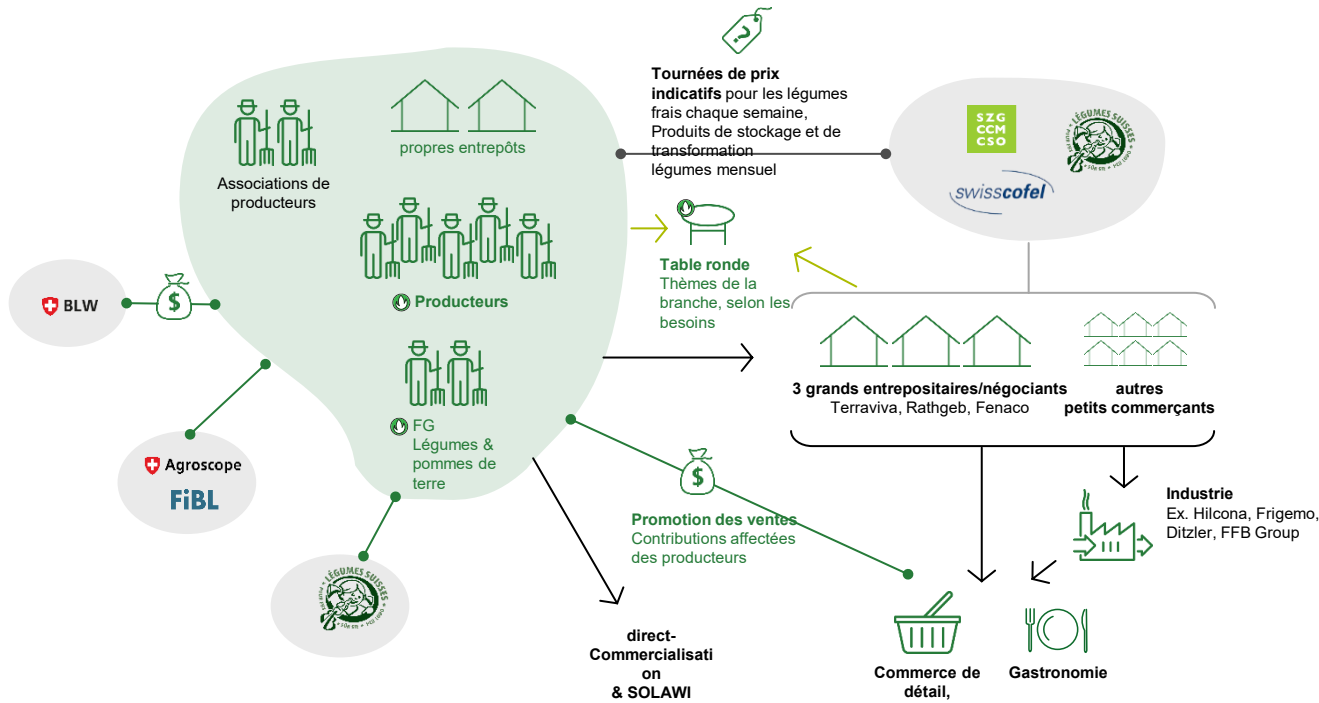 Tournées de prix
indicatifs pour les légumes
frais chaque semaine,
Produits de stockage et de
transformation
légumes mensuel
SZG
CCM
CSO
LÉGUMES SUISSES
swisscofel
propres entrepôts
Associations de
producteurs
Producteurs
Table ronde
Thèmes de la
branche, selon les
besoins
BLW
$
3 grands entrepositaires/négociants
Terraviva, Rathgeb, Fenaco
autres
petits commerçants
FG
Légumes &
pommes de
terre
Agroscope
FiBL
$
Promotion des ventes
Contributions affectées
des producteurs
Industrie
Ex. Hilcona, Frigemo,
Ditzler, FFB Group
LÉGUMES SUISSES
direct-
Commercialisati
on
& SOLAWI
Commerce de
détail,
Gastronomie